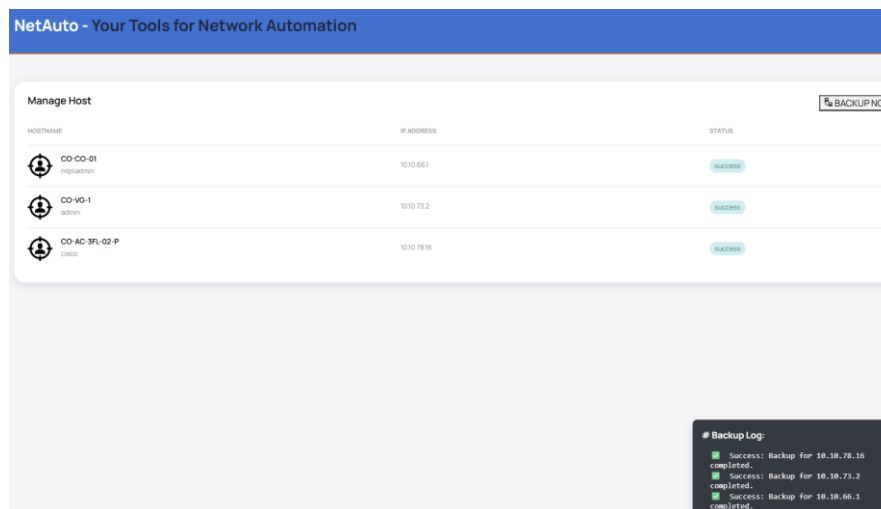 NetAuto - Your Tools for Network Automation
Manage Host
BACKUP NO
HOSTNAME IP ADDRESS STATUS
CO-CO-01
mlptadmin
10.10.66.1
success
CO-VG-1
admin
10.10.73.2
success
CO-AC-3FL-02-P
cisco
10.10.78.16
success
# Backup Log:
✅ Success: Backup for 10.10.78.16
completed.
✅ Success: Backup for 10.10.73.2
completed.
✅ Success: Backup for 10.10.66.1
completed.